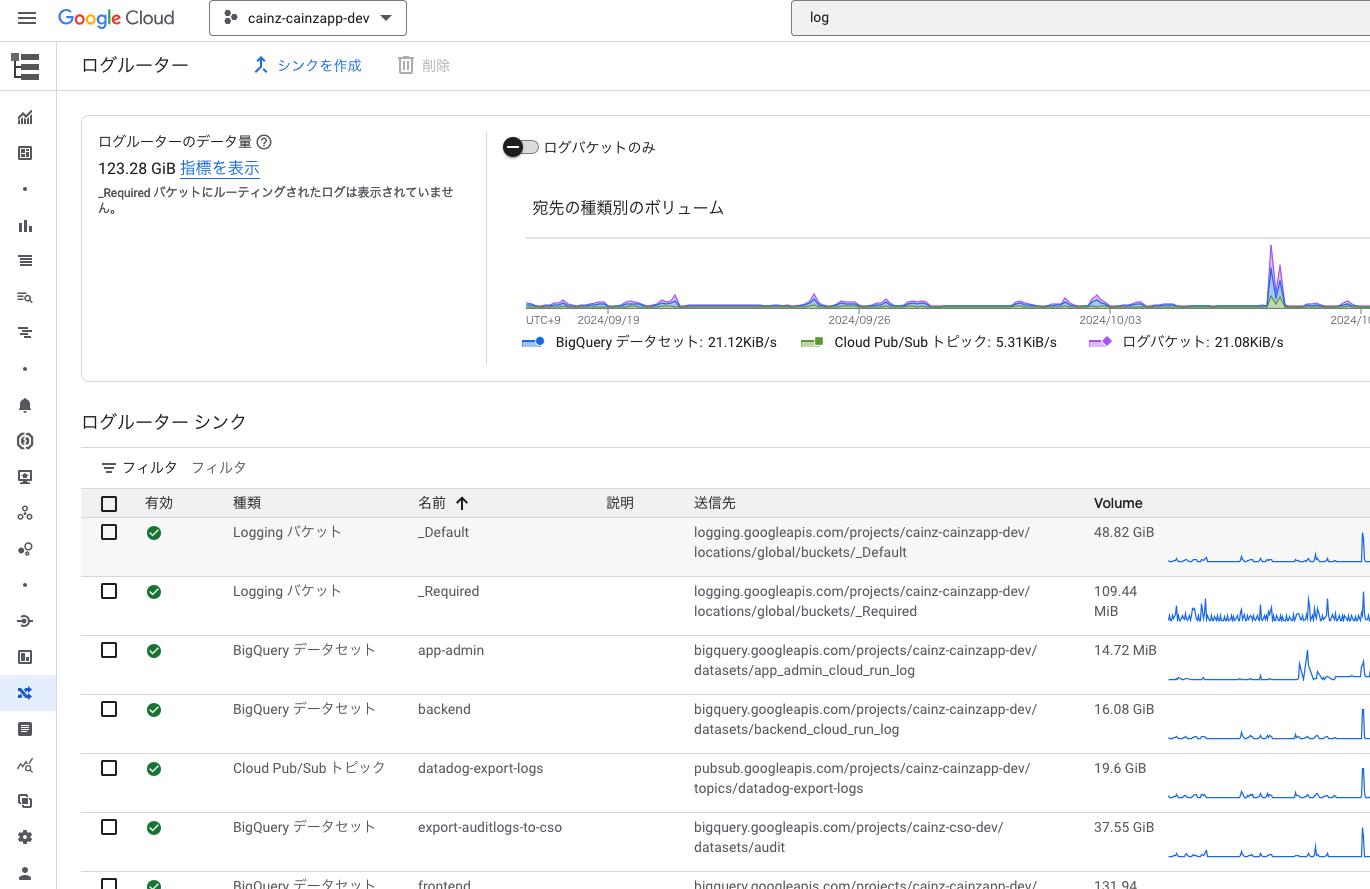 Google Cloud
cainz-cainzapp-dev
log
ログルーター
シンクを作成
削除
ログルーターのデータ量
123.28 GiB 指標を表示
_Required バケットにルーティングされたログは表示されていませ
ん。
ログバケットのみ
宛先の種類別のボリューム
UTC+9 2024/09/19 2024/09/26 2024/10/03 2024/10
BigQuery データセット: 21.12KiB/s Cloud Pub/Sub トピック: 5.31KiB/s ログバケット: 21.08KiB/s
ログルーター シンク
フィルタ フィルタ
有効 種類 名前 説明 送信先 Volume
Logging バケット _Default logging.googleapis.com/projects/cainz-cainzapp-dev/ 48.82 GiB
locations/global/buckets/_Default
Logging バケット _Required logging.googleapis.com/projects/cainz-cainzapp-dev/ 109.44
locations/global/buckets/_Required MiB
BigQuery データセット app-admin bigquery.googleapis.com/projects/cainz-cainzapp-dev/ 14.72 MiB
datasets/app_admin_cloud_run_log
BigQuery データセット backend bigquery.googleapis.com/projects/cainz-cainzapp-dev/ 16.08 GiB
datasets/backend_cloud_run_log
Cloud Pub/Sub トピック datadog-export-logs pubsub.googleapis.com/projects/cainz-cainzapp-dev/ 19.6 GiB
topics/datadog-export-logs
BigQuery データセット export-auditlogs-to-cso bigquery.googleapis.com/projects/cainz-cso-dev/ 37.55 GiB
datasets/audit
BigQuery データセット frontend bigquery.googleapis.com/projects/cainz-cainzapp-dev/ 131.94